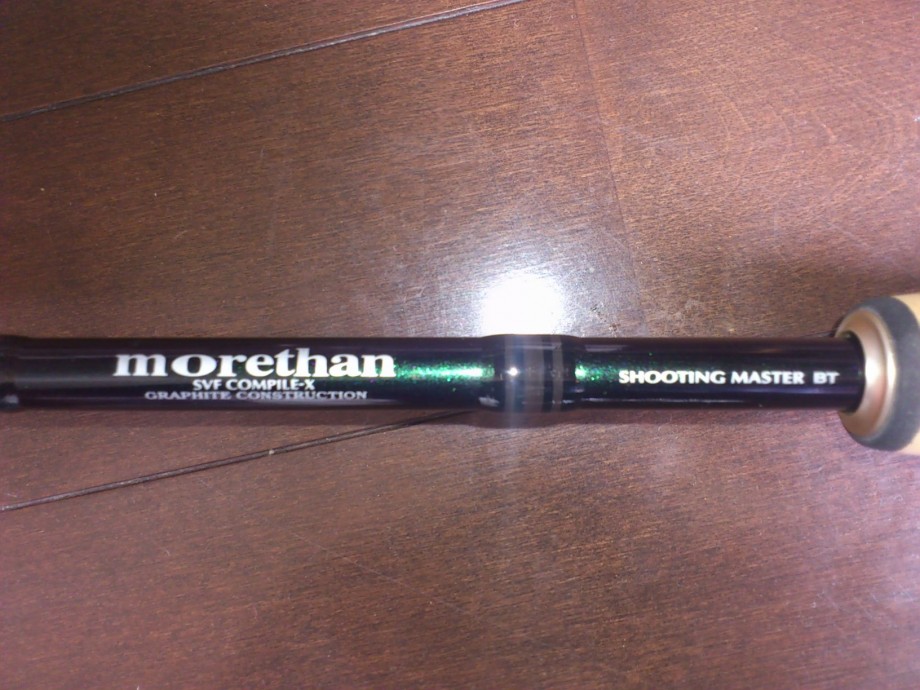 morethan
SVF COMPILE-X
GRAPHITE CONSTRUCTION
SHOOTING MASTER BT